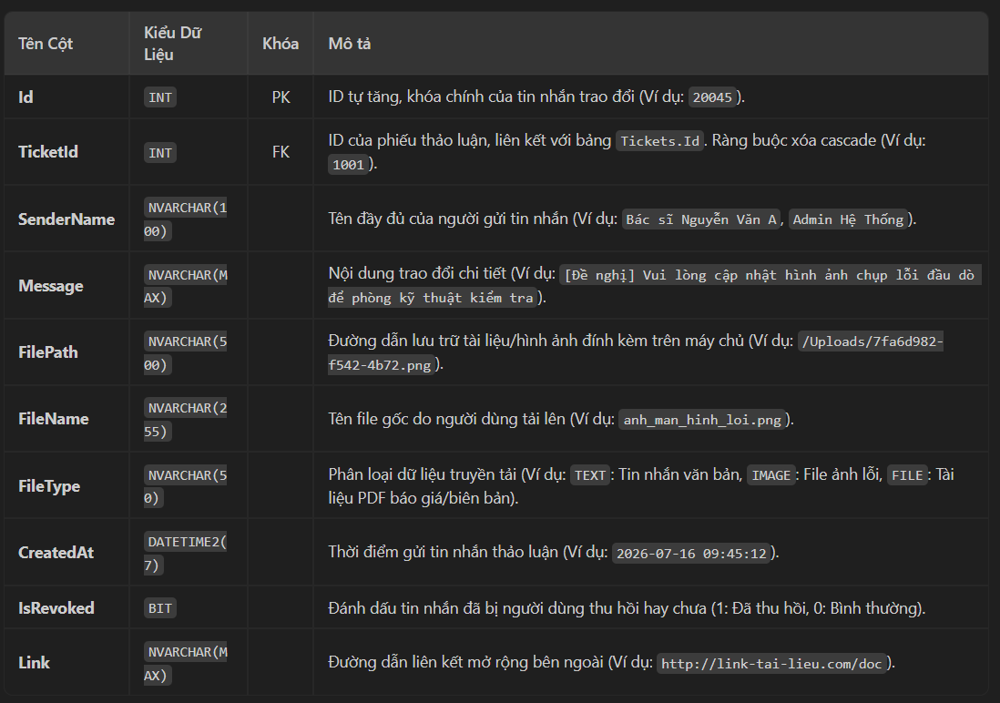 Tên Cột
Kiểu Dữ
Liệu
Khóa
Mô tả
Id
INT
PK
ID tự tăng, khóa chính của tin nhắn trao đổi (Ví dụ: 20045).
TicketId
INT
FK
ID của phiếu thảo luận, liên kết với bảng Tickets.Id. Ràng buộc xóa cascade (Ví dụ:
1001).
SenderName
NVARCHAR(1
00)
Tên đầy đủ của người gửi tin nhắn (Ví dụ: Bác sĩ Nguyễn Văn A, Admin Hệ Thống).
Message
NVARCHAR(M
AX)
Nội dung trao đổi chi tiết (Ví dụ: [Đề nghị] Vui lòng cập nhật hình ảnh chụp lỗi đầu dò
để phòng kỹ thuật kiểm tra).
FilePath
NVARCHAR(5
00)
Đường dẫn lưu trữ tài liệu/hình ảnh đính kèm trên máy chủ (Ví dụ: /Uploads/7fa6d982-
f542-4b72.png).
FileName
NVARCHAR(2
55)
Tên file gốc do người dùng tải lên (Ví dụ: anh_man_hinh_loi.png).
FileType
NVARCHAR(5
0)
Phân loại dữ liệu truyền tải (Ví dụ: TEXT: Tin nhắn văn bản, IMAGE: File ảnh lỗi, FILE: Tài
liệu PDF báo giá/biên bản).
CreatedAt
DATETIME2(
7)
Thời điểm gửi tin nhắn thảo luận (Ví dụ: 2026-07-16 09:45:12).
IsRevoked
BIT
Đánh dấu tin nhắn đã bị người dùng thu hồi hay chưa (1: Đã thu hồi, 0: Bình thường).
Link
NVARCHAR(M
AX)
Đường dẫn liên kết mở rộng bên ngoài (Ví dụ: http://link-tai-lieu.com/doc).